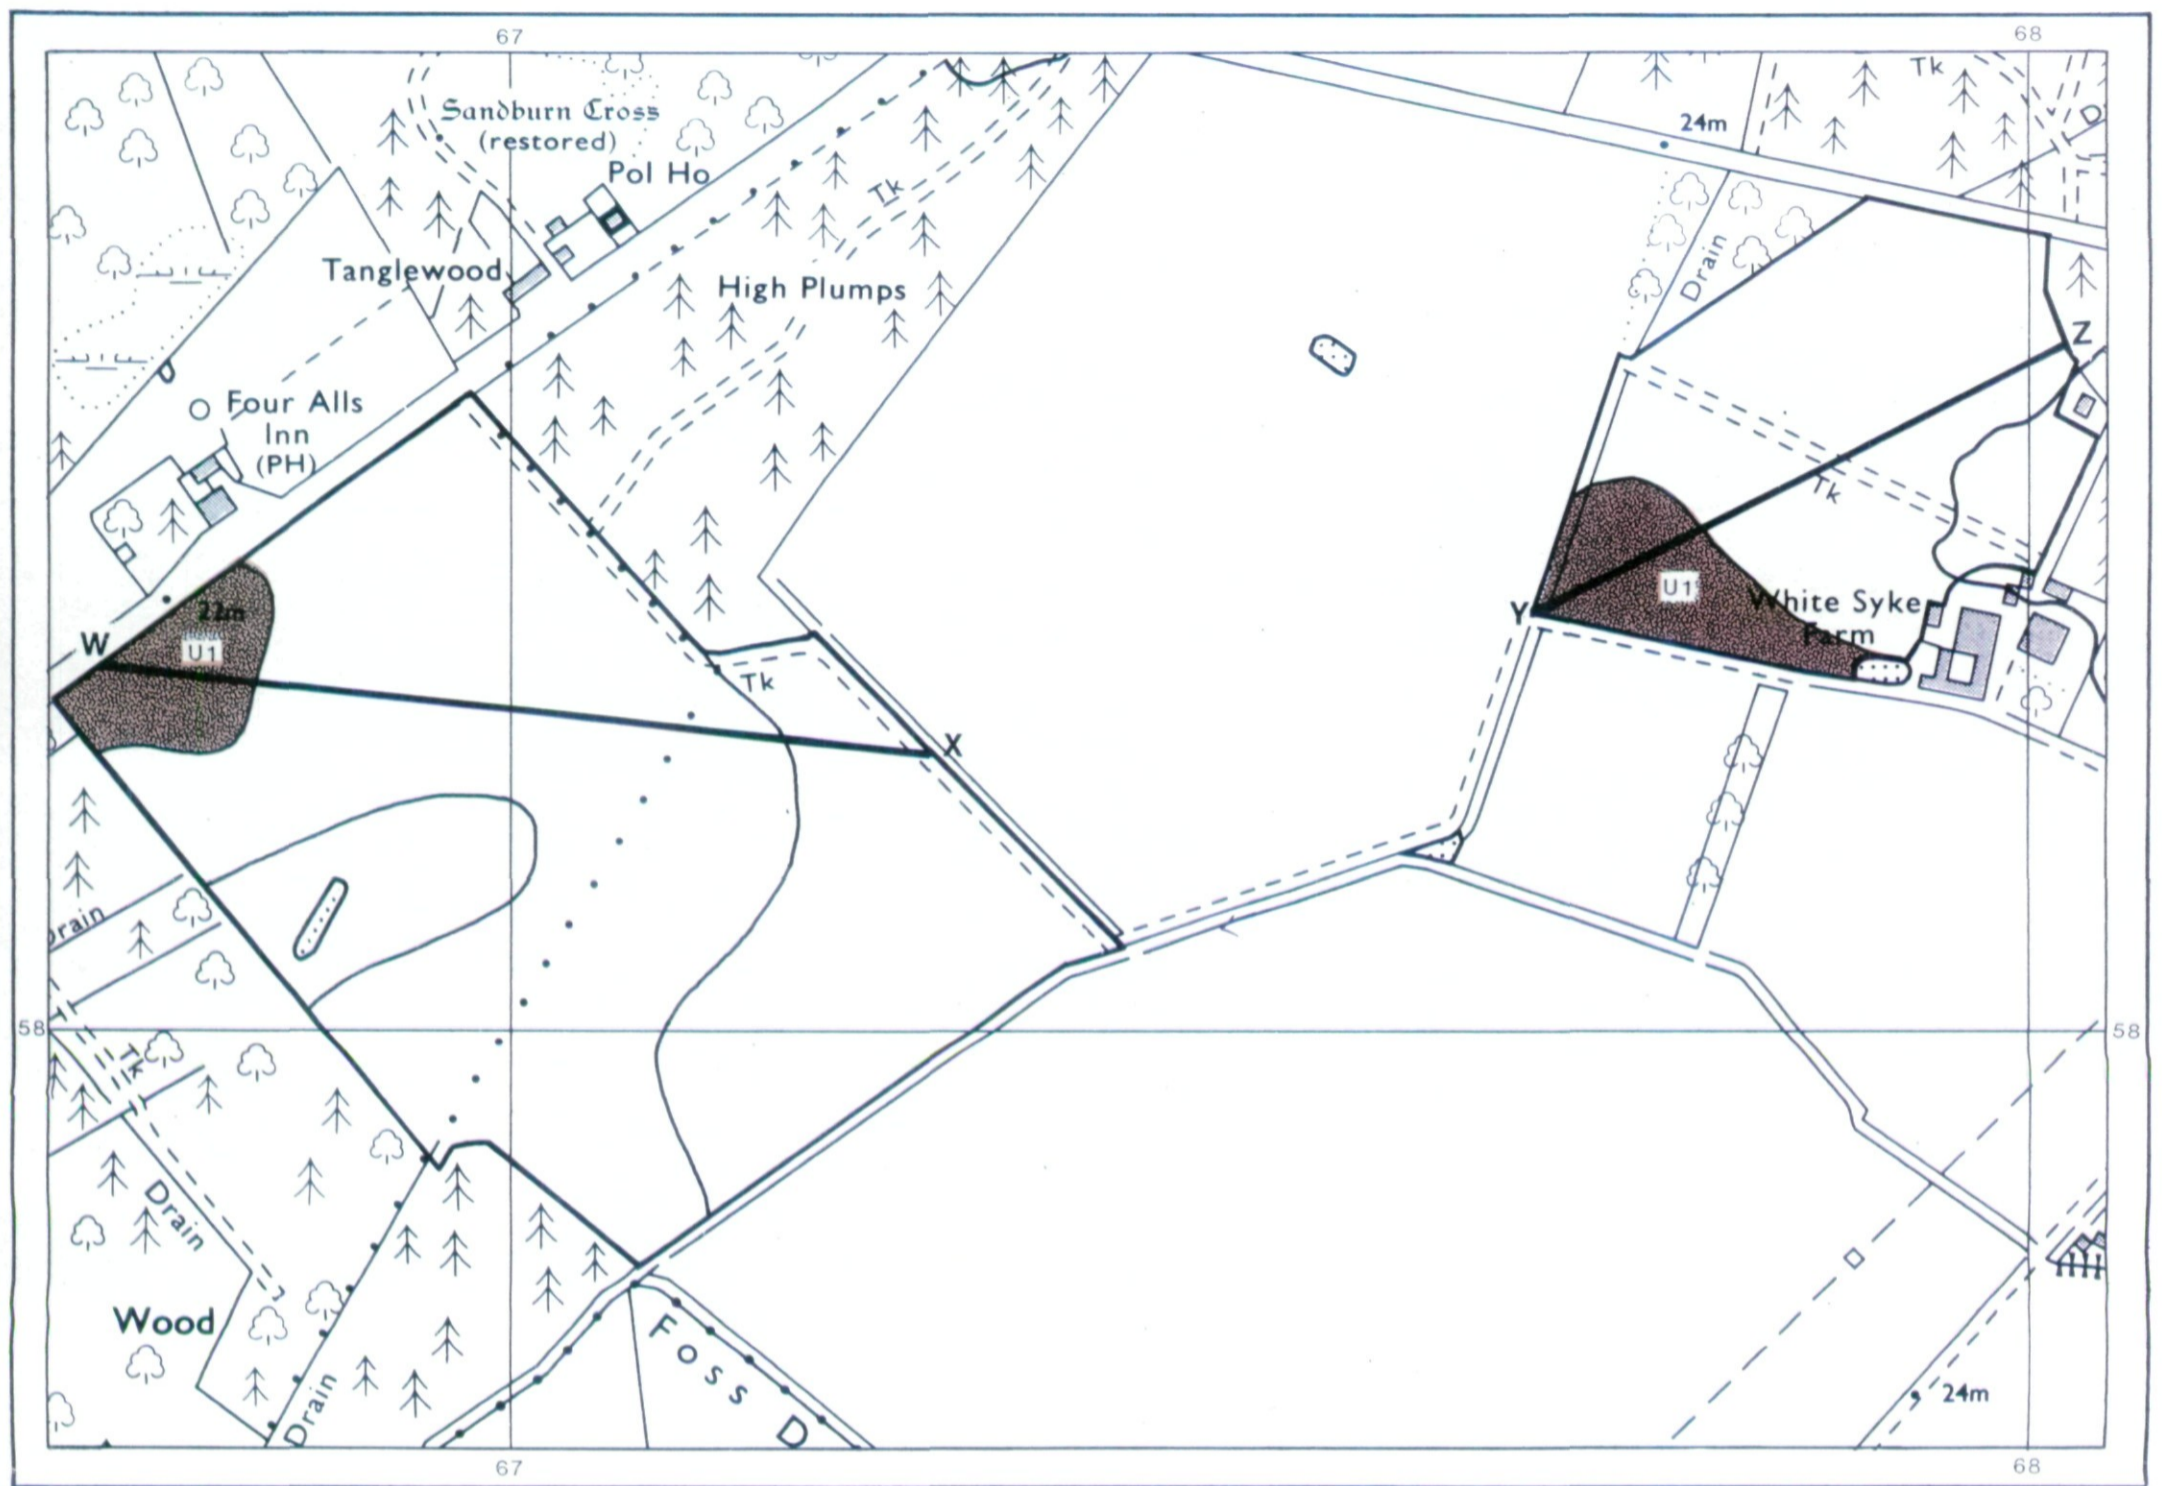 67
68
Tk
Sandburn Cross
(restored)
24m
D
Pol Ho
Tk
Drain
Tanglewood
High Plumps
Z
Four Alls
Inn
(PH)
Tk
22m
U1
White Syke
Farm
Y
W
U1
X
Tk
Drain
58
58
Tk
Drain
Wood
Foss D
Drain
24m
67
68